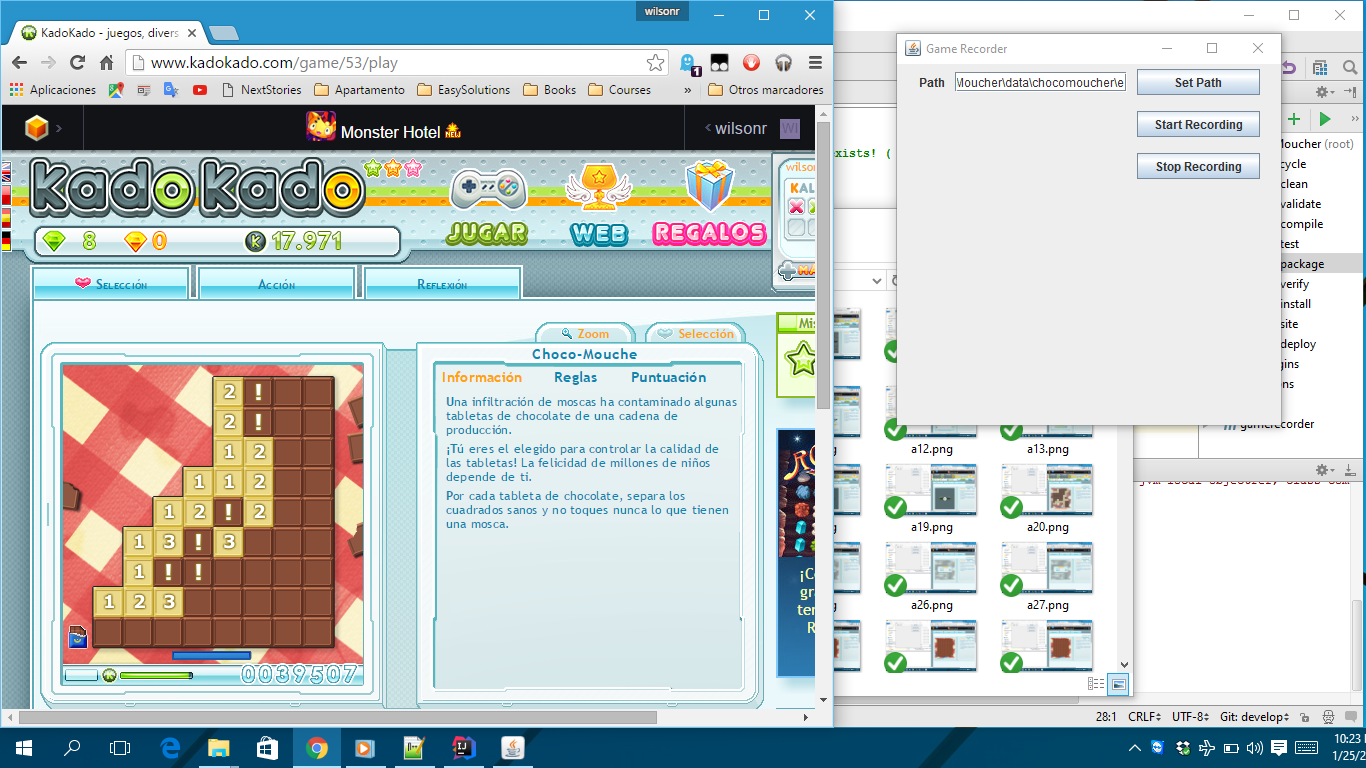 wilsonr
KadoKado - juegos, divers
www.kadokado.com/game/53/play
Aplicaciones
NextStories
Apartamento
EasySolutions
Books
Courses
»
Otros marcadores
Monster Hotel NEW
wilsonr
WI
KadoKado
JUGAR
WEB
REGALOS
8
0
K 17.971
Selección
Acción
Reflexión
Zoom
Selección
Choco-Mouche
Información
Reglas
Puntuación
Una infiltración de moscas ha contaminado algunas
tabletas de chocolate de una cadena de
producción.
¡Tú eres el elegido para controlar la calidad de
las tabletas! La felicidad de millones de niños
depende de ti.
Por cada tableta de chocolate, separa los
cuadrados sanos y no toques nunca lo que tienen
una mosca.
2 !
2 !
1 2
1 1 2
1 2 ! 2
1 3 ! 3
1 ! !
1 2 3
0039507
Game Recorder
Path
Moucher\data\chocomoucher\e
Set Path
Start Recording
Stop Recording
xists! (
Moucher (root)
cycle
clean
validate
compile
test
package
verify
install
site
deploy
gins
ns
gamerecorder
a12.png
a13.png
a19.png
a20.png
a26.png
a27.png
28:1
CRLF
UTF-8
Git: develop
10:23
1/25/2